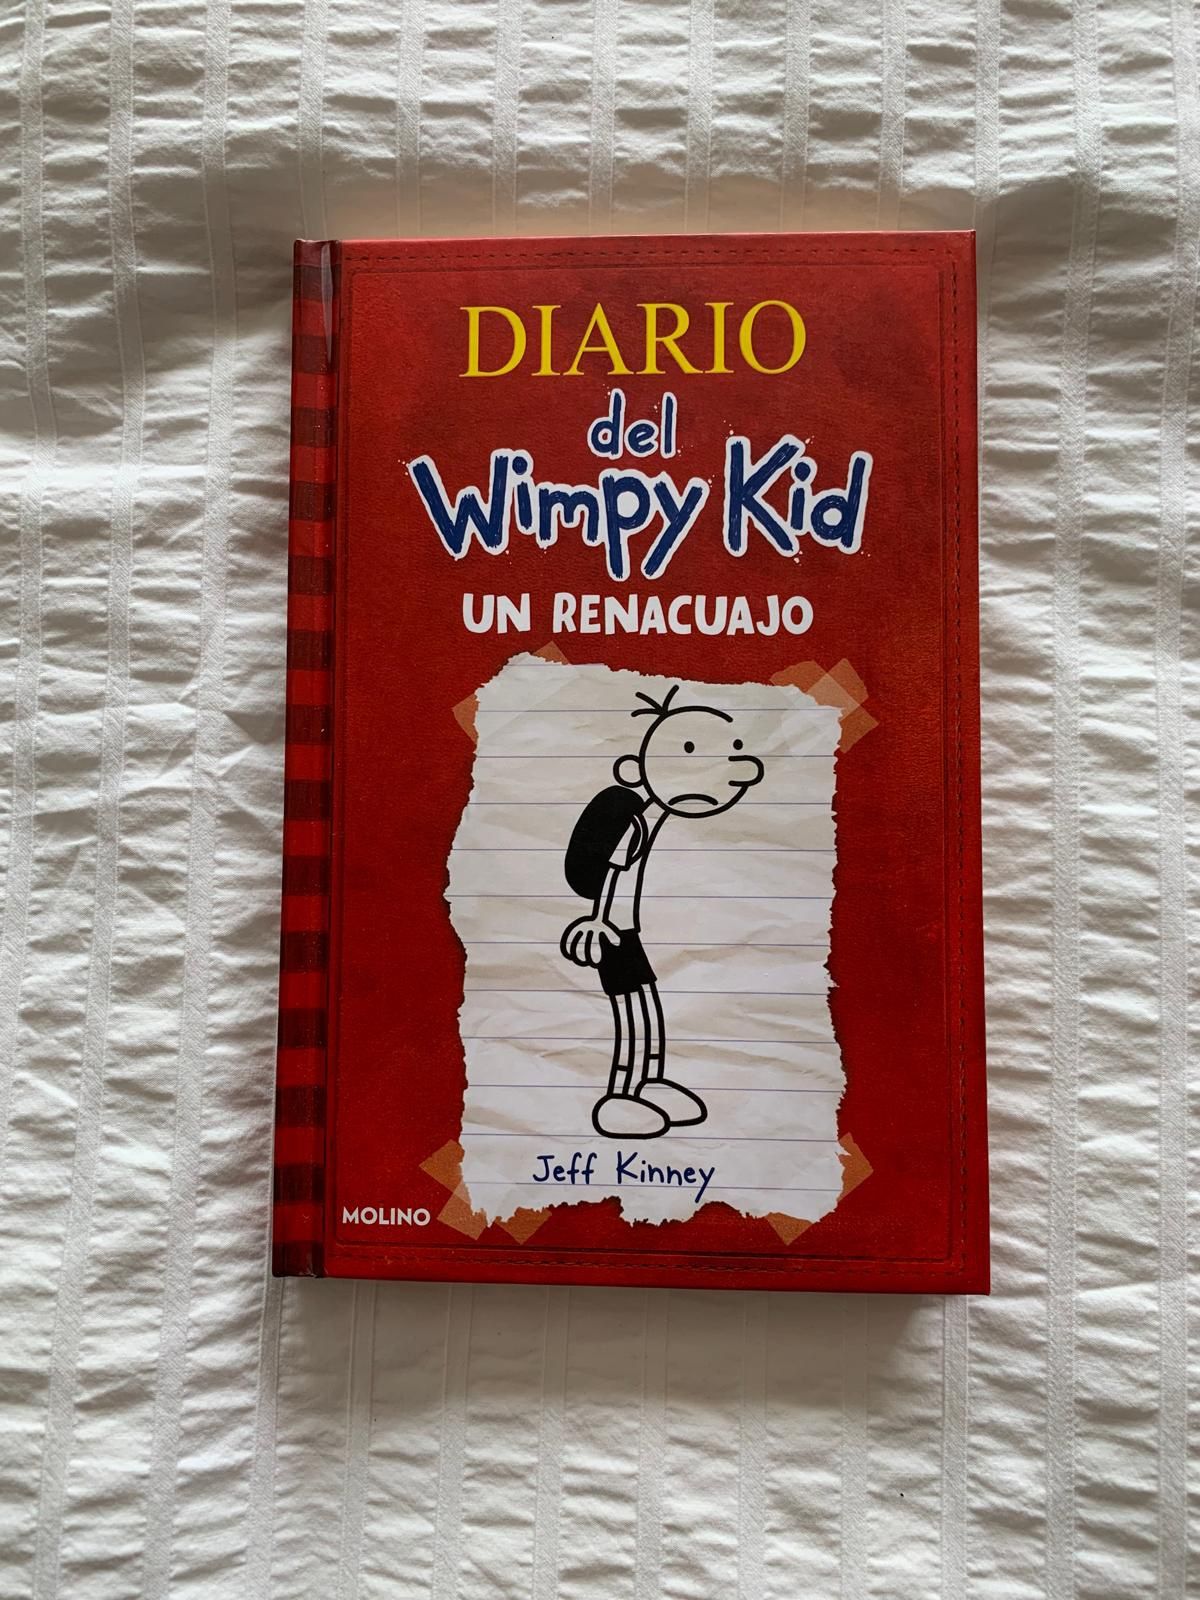 DIARIO
del
Wimpy Kid
UN RENACUAJO
Jeff Kinney
MOLINO